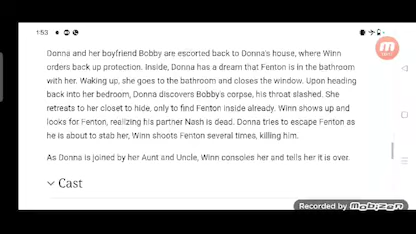 1:53
Donna and her boyfriend Bobby are escorted back to Donna's house, where Winn
orders back up protection. Inside, Donna has a dream that Fenton is in the bathroom
with her. Waking up, she goes to the bathroom and closes the window. Upon heading
back into her bedroom, Donna discovers Bobby's corpse, his throat slashed. She
retreats to her closet to hide, only to find Fenton inside already. Winn shows up and
looks for Fenton, realizing his partner Nash is dead. Donna tries to escape Fenton as
he is about to stab her, Winn shoots Fenton several times, killing him.
As Donna is joined by her Aunt and Uncle, Winn consoles her and tells her it is over.
Cast
Recorded by Mobizen